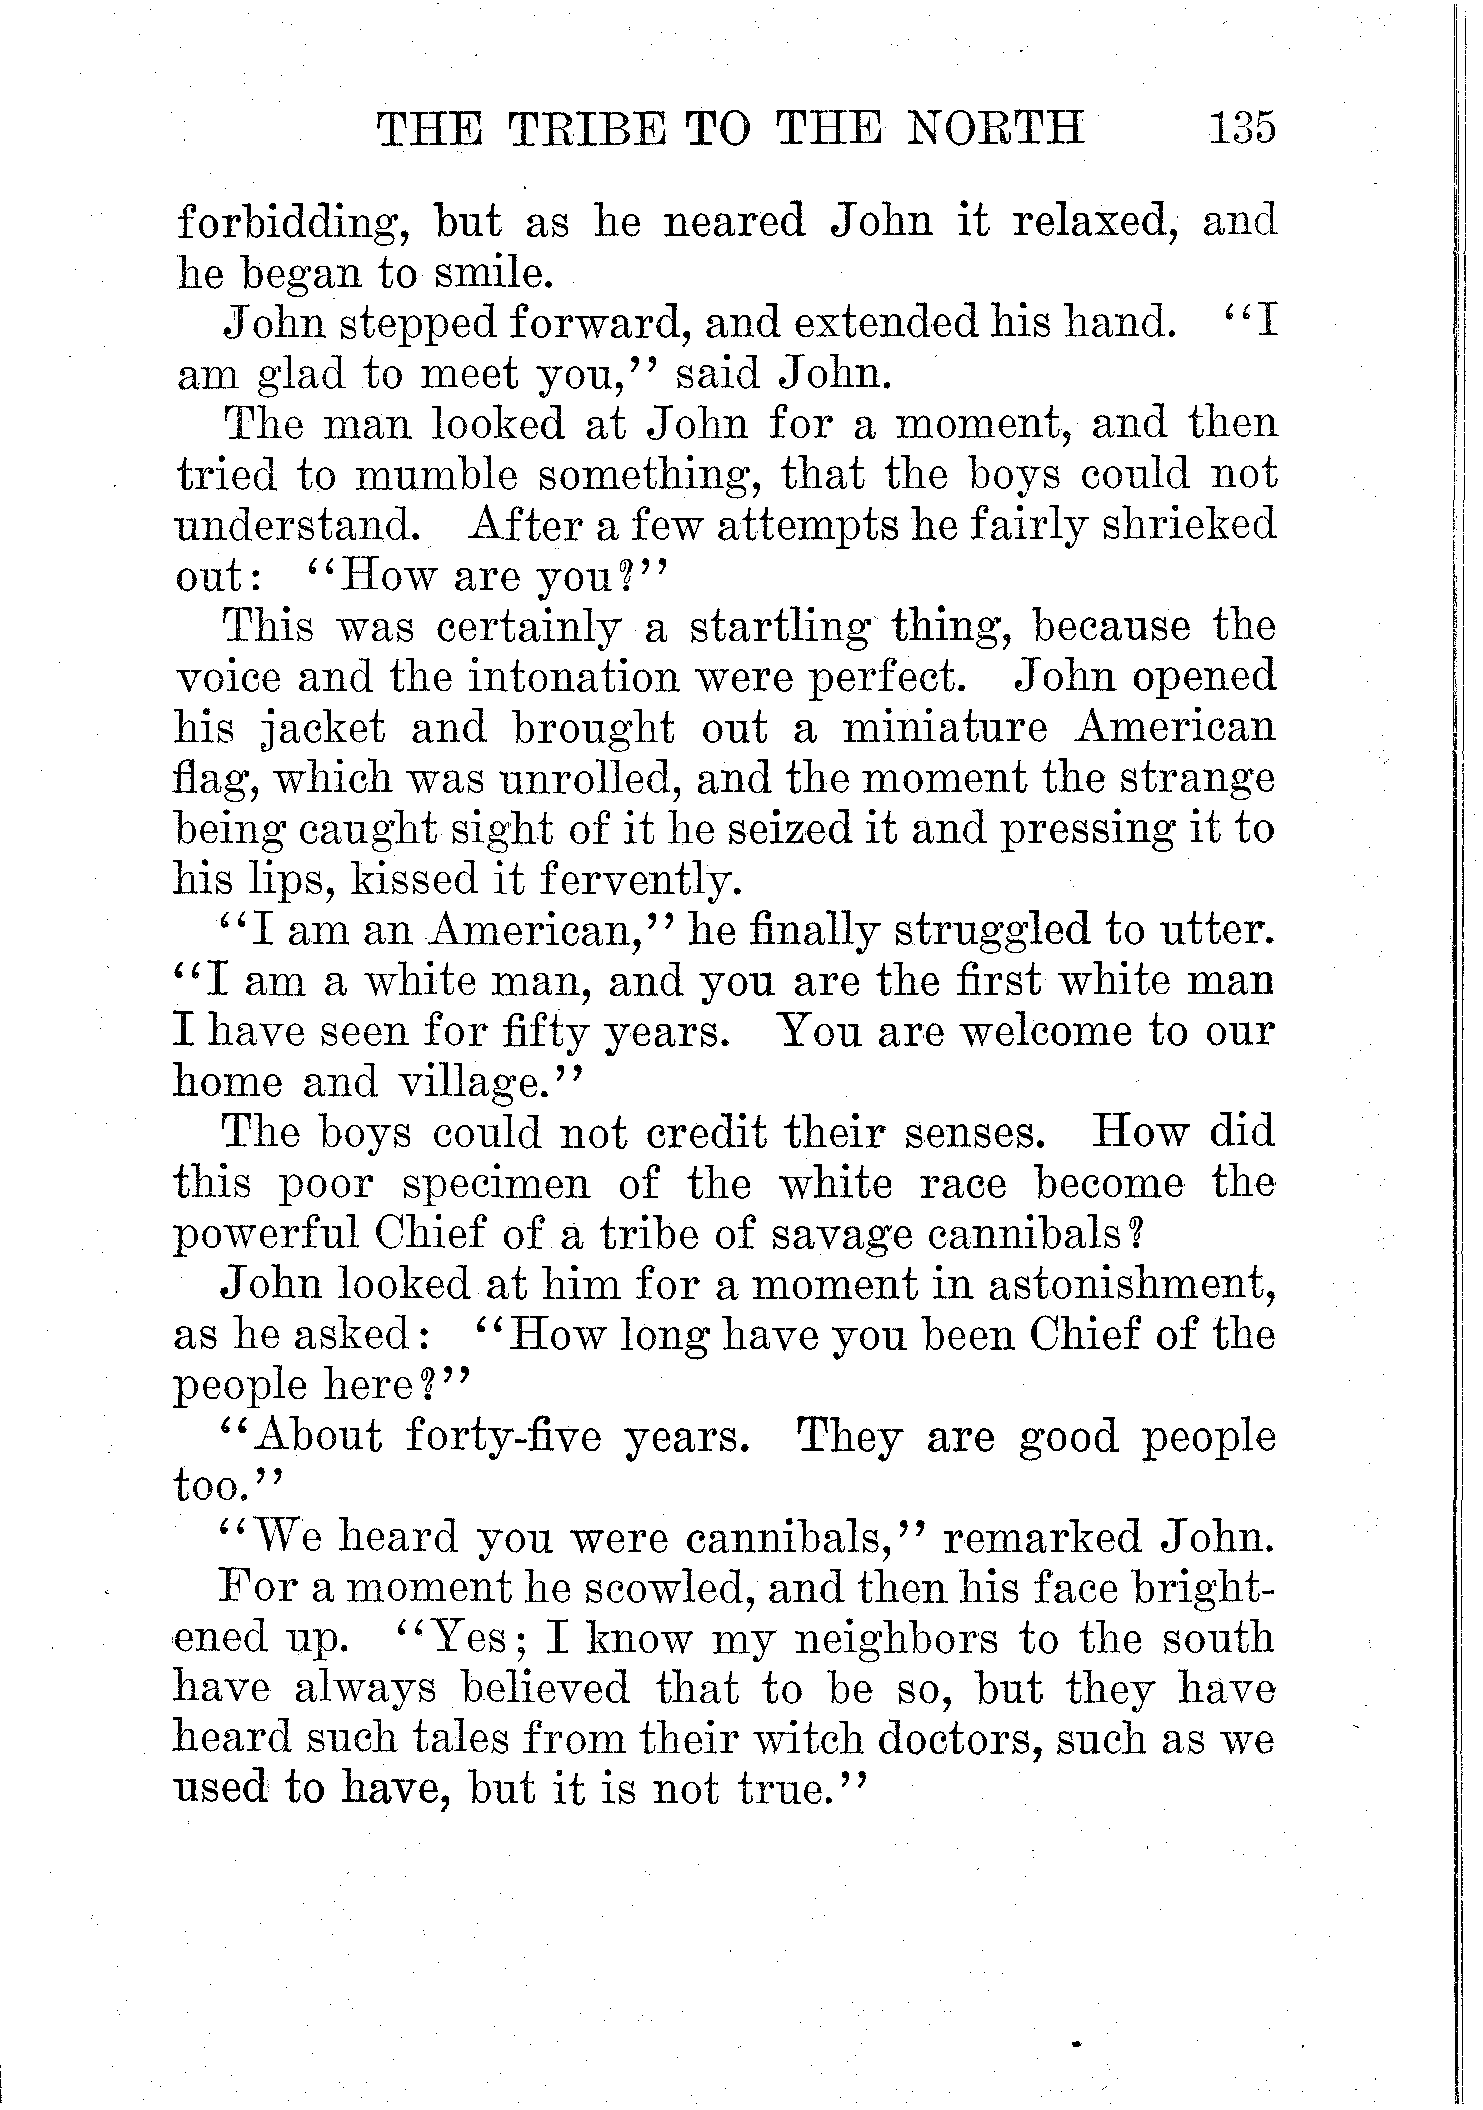 THE TRIBE TO THE NORTH 135
forbidding, but as he neared John it relaxed, and
he began to smile.
John stepped forward, and extended his hand. "I
am glad to meet you," said John.
The man looked at John for a moment, and then
tried to mumble something, that the boys could not
understand. After a few attempts he fairly shrieked
out: "How are you?"
This was certainly a startling thing, because the
voice and the intonation were perfect. John opened
his jacket and brought out a miniature American
flag, which was unrolled, and the moment the strange
being caught sight of it he seized it and pressing it to
his lips, kissed it fervently.
"I am an American," he finally struggled to utter.
"I am a white man, and you are the first white man
I have seen for fifty years. You are welcome to our
home and village."
The boys could not credit their senses. How did
this poor specimen of the white race become the
powerful Chief of a tribe of savage cannibals?
John looked at him for a moment in astonishment,
as he asked: "How long have you been Chief of the
people here?"
"About forty-five years. They are good people
too."
"We heard you were cannibals," remarked John.
For a moment he scowled, and then his face bright-
ened up. "Yes; I know my neighbors to the south
have always believed that to be so, but they have
heard such tales from their witch doctors, such as we
used to have, but it is not true."